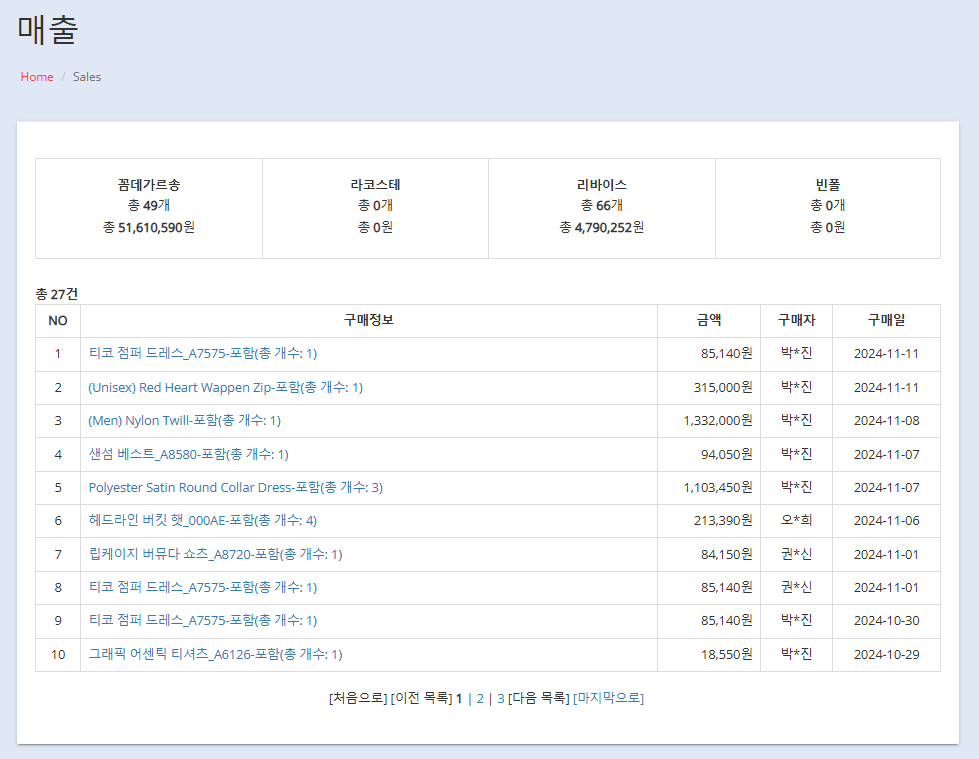 매출
Home / Sales
꼼데가르송 라코스테 리바이스 빈폴
총 49개 총 0개 총 66개 총 0개
총 51,610,590원 총 0원 총 4,790,252원 총 0원
총 27건
NO 구매정보 금액 구매자 구매일
1 티코 점퍼 드레스_A7575-포함(총 개수: 1) 85,140원 박*진 2024-11-11
2 (Unisex) Red Heart Wappen Zip-포함(총 개수: 1) 315,000원 박*진 2024-11-11
3 (Men) Nylon Twill-포함(총 개수: 1) 1,332,000원 박*진 2024-11-08
4 샌섬 베스트_A8580-포함(총 개수: 1) 94,050원 박*진 2024-11-07
5 Polyester Satin Round Collar Dress-포함(총 개수: 3) 1,103,450원 박*진 2024-11-07
6 헤드라인 버킷 햇_000AE-포함(총 개수: 4) 213,390원 오*희 2024-11-06
7 립케이지 버뮤다 쇼츠_A8720-포함(총 개수: 1) 84,150원 권*신 2024-11-01
8 티코 점퍼 드레스_A7575-포함(총 개수: 1) 85,140원 권*신 2024-11-01
9 티코 점퍼 드레스_A7575-포함(총 개수: 1) 85,140원 박*진 2024-10-30
10 그래픽 어센틱 티셔츠_A6126-포함(총 개수: 1) 18,550원 박*진 2024-10-29
[처음으로] [이전 목록] 1 | 2 | 3 [다음 목록] [마지막으로]